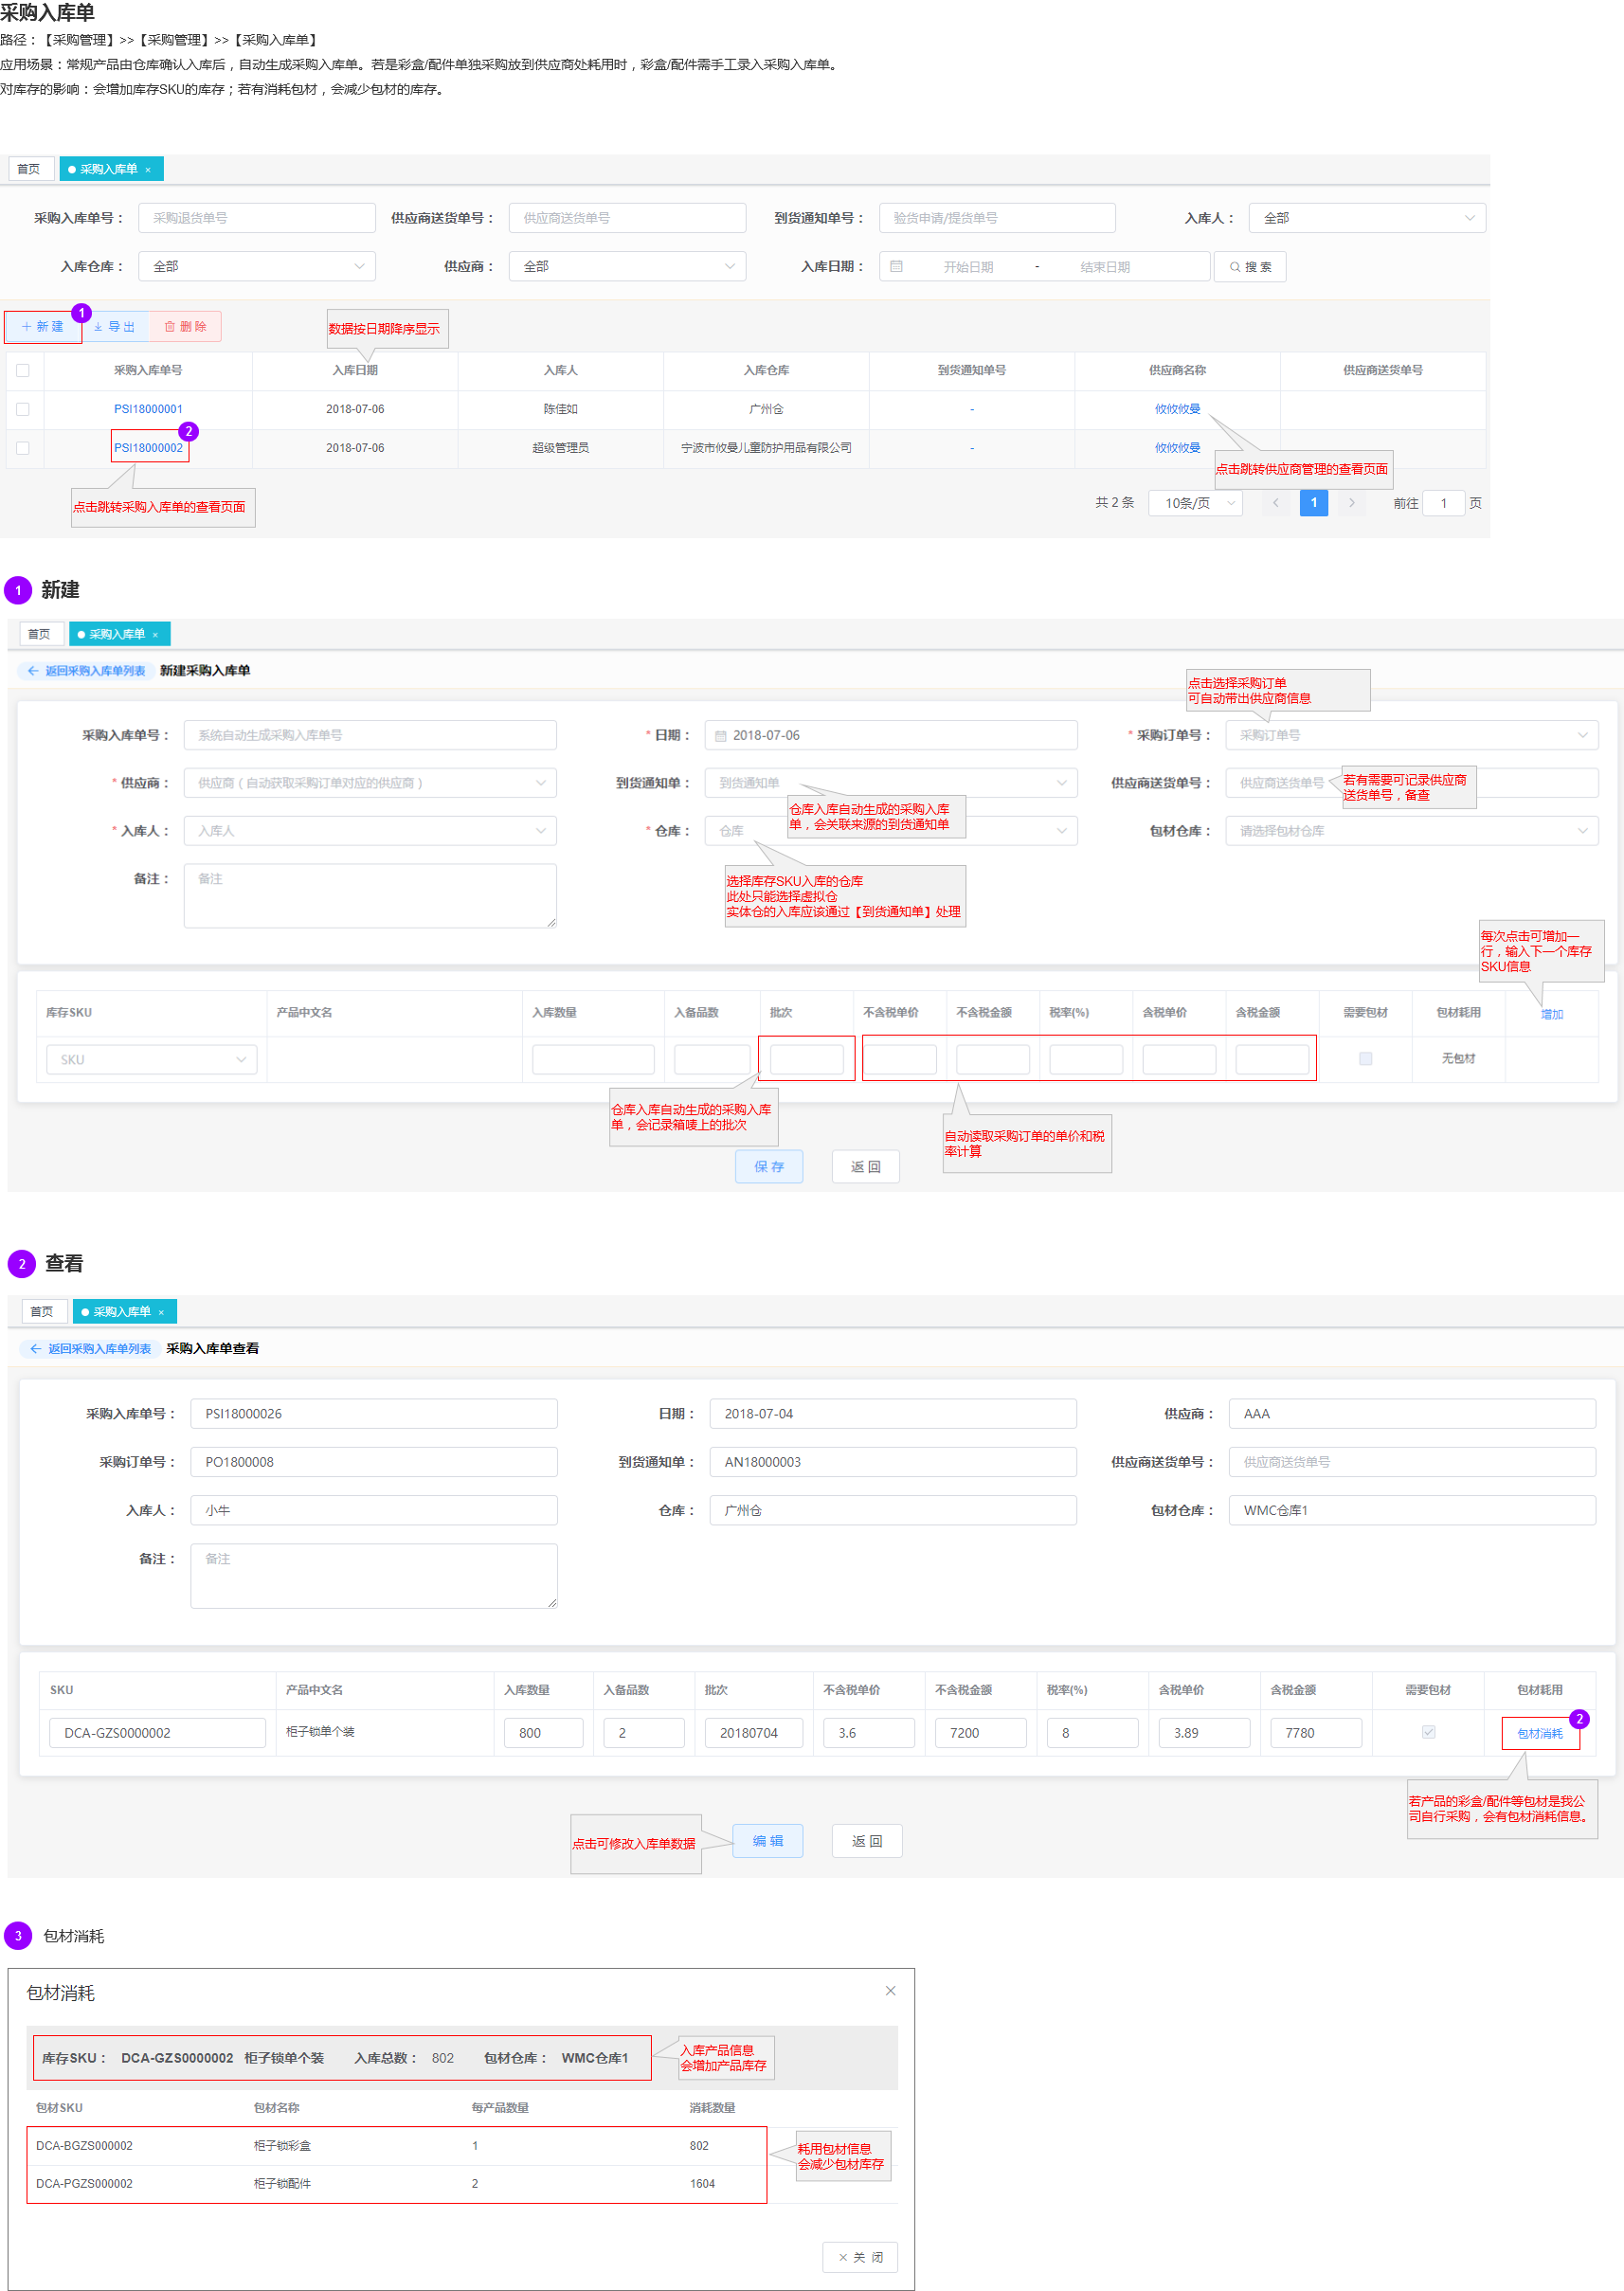 采购入库单
路径：【采购管理】>>【采购管理】>>【采购入库单】
应用场景：常规产品由仓库确认入库后，自动生成采购入库单。若是彩盒/配件单独采购放到供应商处耗用时，彩盒/配件需手工录入采购入库单。
对库存的影响：会增加库存SKU的库存；若有消耗包材，会减少包材的库存。
首页 采购入库单 ×
采购入库单号： 采购退货单号 供应商送货单号： 供应商送货单号 到货通知单号： 验货申请/提货单号 入库人： 全部
入库仓库： 全部 供应商： 全部 入库日期： 开始日期 - 结束日期 搜 索
1
+ 新 建 导 出 删 除
数据按日期降序显示
采购入库单号 入库日期 入库人 入库仓库 到货通知单号 供应商名称 供应商送货单号
PSI18000001 2018-07-06 陈佳如 广州仓 - 攸攸攸曼
2
PSI18000002 2018-07-06 超级管理员 宁波市攸曼儿童防护用品有限公司 - 攸攸攸曼
点击跳转供应商管理的查看页面
点击跳转采购入库单的查看页面
共 2 条 10条/页 < 1 > 前往 1 页
1 新建
首页 采购入库单 ×
← 返回采购入库单列表 新建采购入库单
点击选择采购订单
可自动带出供应商信息
采购入库单号： 系统自动生成采购入库单号 * 日期： 2018-07-06 * 采购订单号： 采购订单号
* 供应商： 供应商（自动获取采购订单对应的供应商） 到货通知单： 到货通知单 供应商送货单号： 供应商送货单号
若有需要可记录供应商
送货单号，备查
仓库入库自动生成的采购入库
单，会关联来源的到货通知单
* 入库人： 入库人 * 仓库： 仓库 包材仓库： 请选择包材仓库
备注： 备注
选择库存SKU入库的仓库
此处只能选择虚拟仓
实体仓的入库应该通过【到货通知单】处理
每次点击可增加一
行，输入下一个库存
SKU信息
库存SKU 产品中文名 入库数量 入备品数 批次 不含税单价 不含税金额 税率(%) 含税单价 含税金额 需要包材 包材耗用 增加
SKU 无包材
仓库入库自动生成的采购入库
单，会记录箱唛上的批次
自动读取采购订单的单价和税
率计算
保 存 返 回
2 查看
首页 采购入库单 ×
← 返回采购入库单列表 采购入库单查看
采购入库单号： PSI18000026 日期： 2018-07-04 供应商： AAA
采购订单号： PO1800008 到货通知单： AN18000003 供应商送货单号： 供应商送货单号
入库人： 小牛 仓库： 广州仓 包材仓库： WMC仓库1
备注： 备注
SKU 产品中文名 入库数量 入备品数 批次 不含税单价 不含税金额 税率(%) 含税单价 含税金额 需要包材 包材耗用
2
DCA-GZS0000002 柜子锁单个装 800 2 20180704 3.6 7200 8 3.89 7780 包材消耗
若产品的彩盒/配件等包材是我公
司自行采购，会有包材消耗信息。
点击可修改入库单数据
编 辑 返 回
3 包材消耗
包材消耗 ×
库存SKU： DCA-GZS0000002 柜子锁单个装 入库总数： 802 包材仓库： WMC仓库1
入库产品信息
会增加产品库存
包材SKU 包材名称 每产品数量 消耗数量
DCA-BGZS000002 柜子锁彩盒 1 802
DCA-PGZS000002 柜子锁配件 2 1604
耗用包材信息
会减少包材库存
× 关 闭